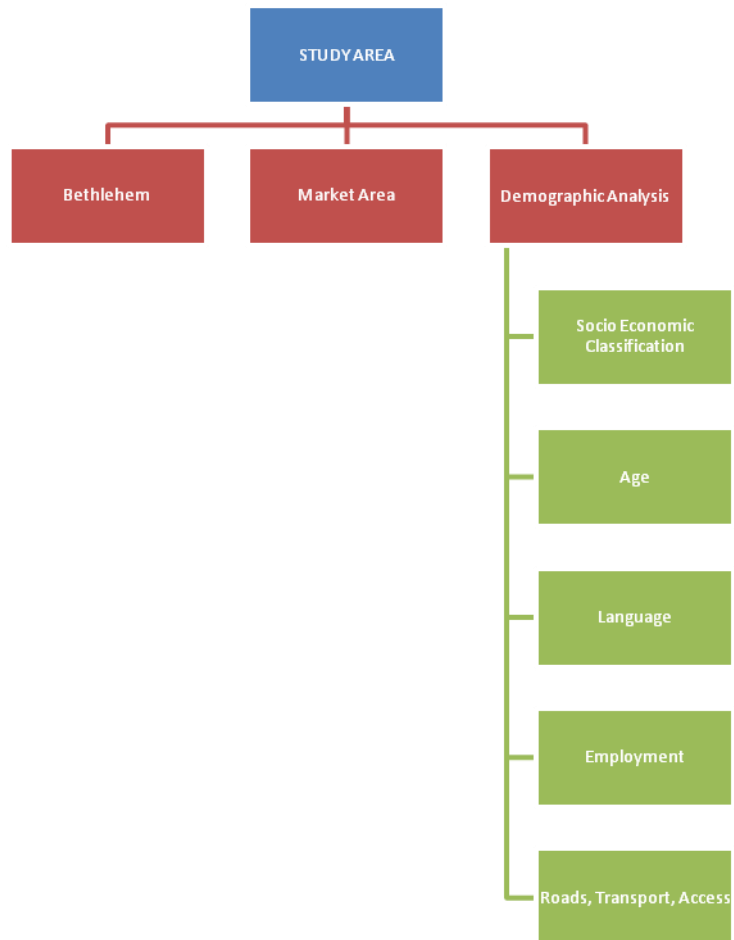 STUDY AREA
Bethlehem
Market Area
Demographic Analysis
Socio Economic
Classification
Age
Language
Employment
Roads, Transport, Access